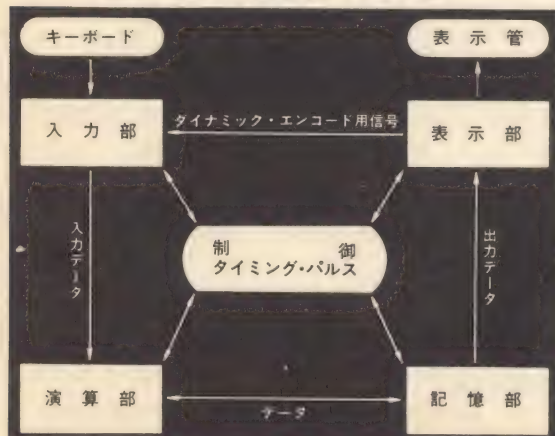 キーボード
表示管
入力部
ダイナミック・エンコード用信号
表示部
入力データ
制御
タイミング・パルス
出力データ
演算部
データ
記憶部